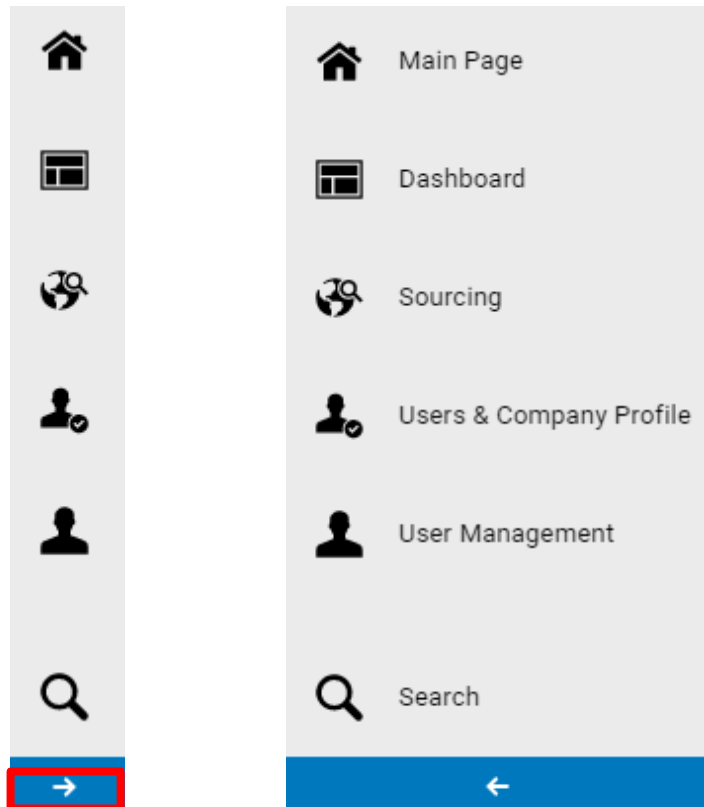 Main Page
Dashboard
Sourcing
Users & Company Profile
User Management
Search